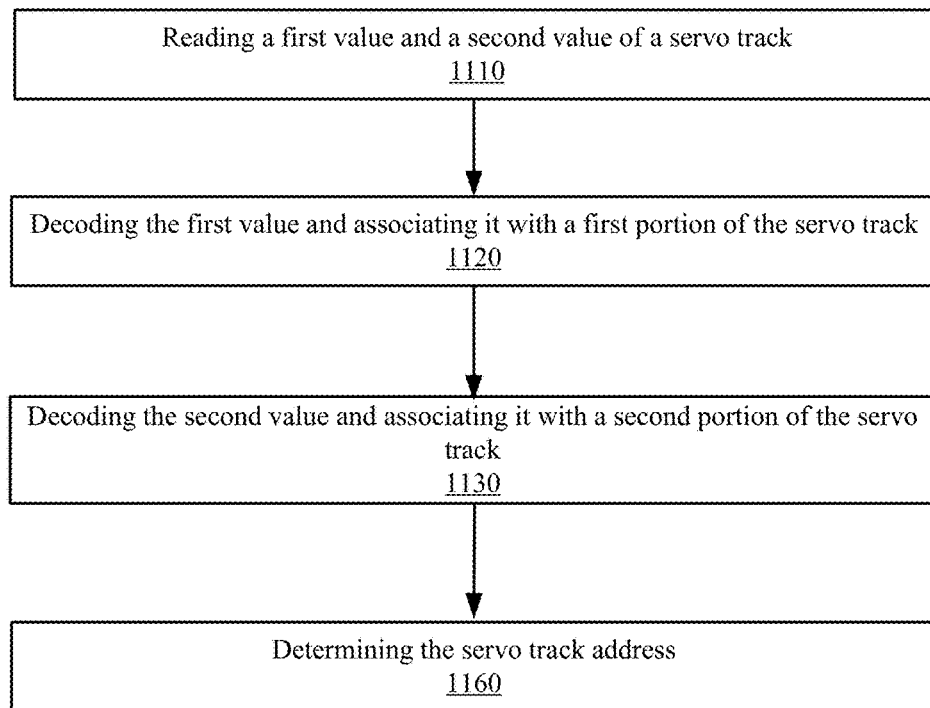 Reading a first value and a second value of a servo track
1110
Decoding the first value and associating it with a first portion of the servo track
1120
Decoding the second value and associating it with a second portion of the servo
track
1130
Determining the servo track address
1160